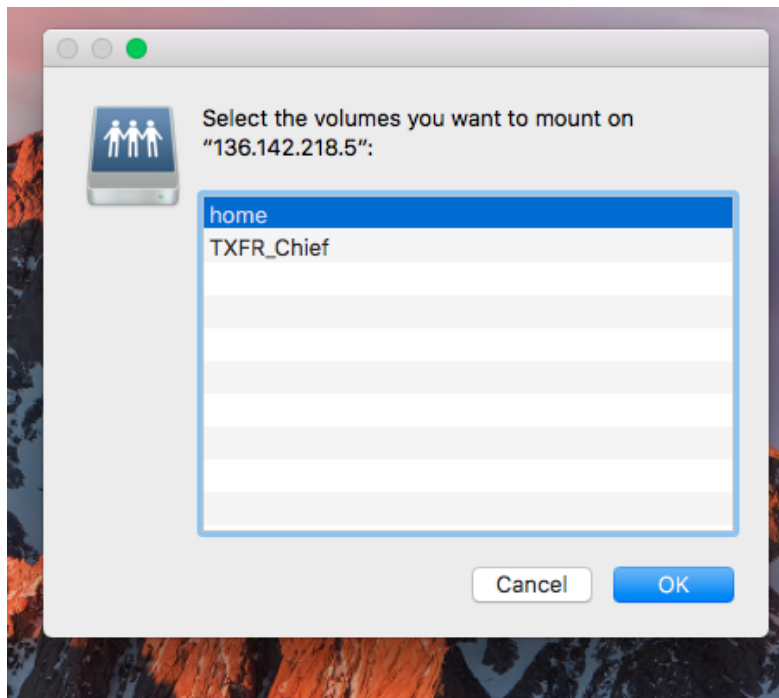 Select the volumes you want to mount on
“136.142.218.5”:
home
TXFR_Chief
Cancel
OK